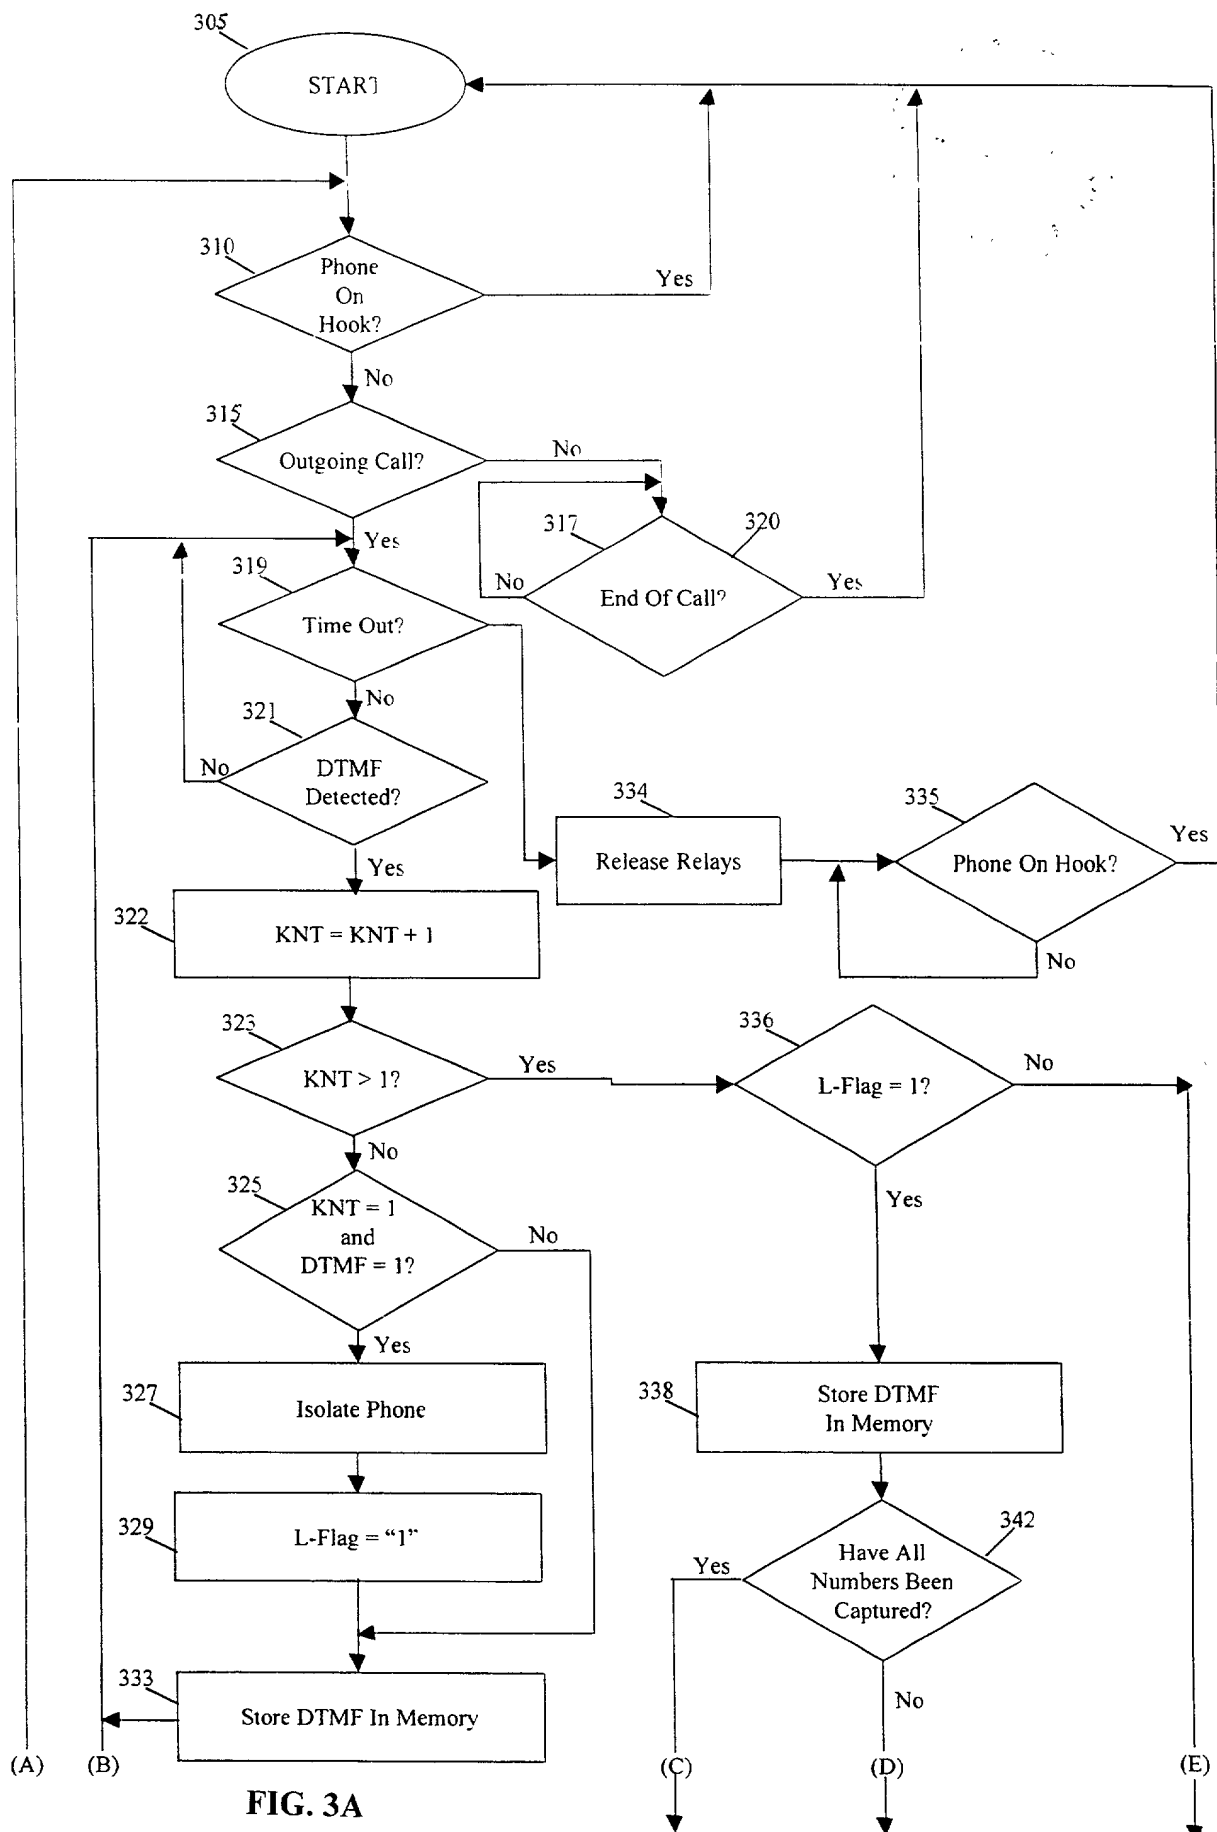 305
START
310
Phone
On
Hook?
Yes
No
315
Outgoing Call?
No
Yes
317
320
End Of Call?
No
Yes
319
Time Out?
No
321
DTMF
Detected?
No
Yes
334
Release Relays
335
Phone On Hook?
Yes
No
322
KNT = KNT + 1
323
KNT > 1?
Yes
No
336
L-Flag = 1?
No
Yes
325
KNT = 1
and
DTMF = 1?
No
Yes
327
Isolate Phone
338
Store DTMF
In Memory
329
L-Flag = “1”
342
Have All
Numbers Been
Captured?
Yes
No
333
Store DTMF In Memory
(A)
(B)
(C)
(D)
(E)
FIG. 3A